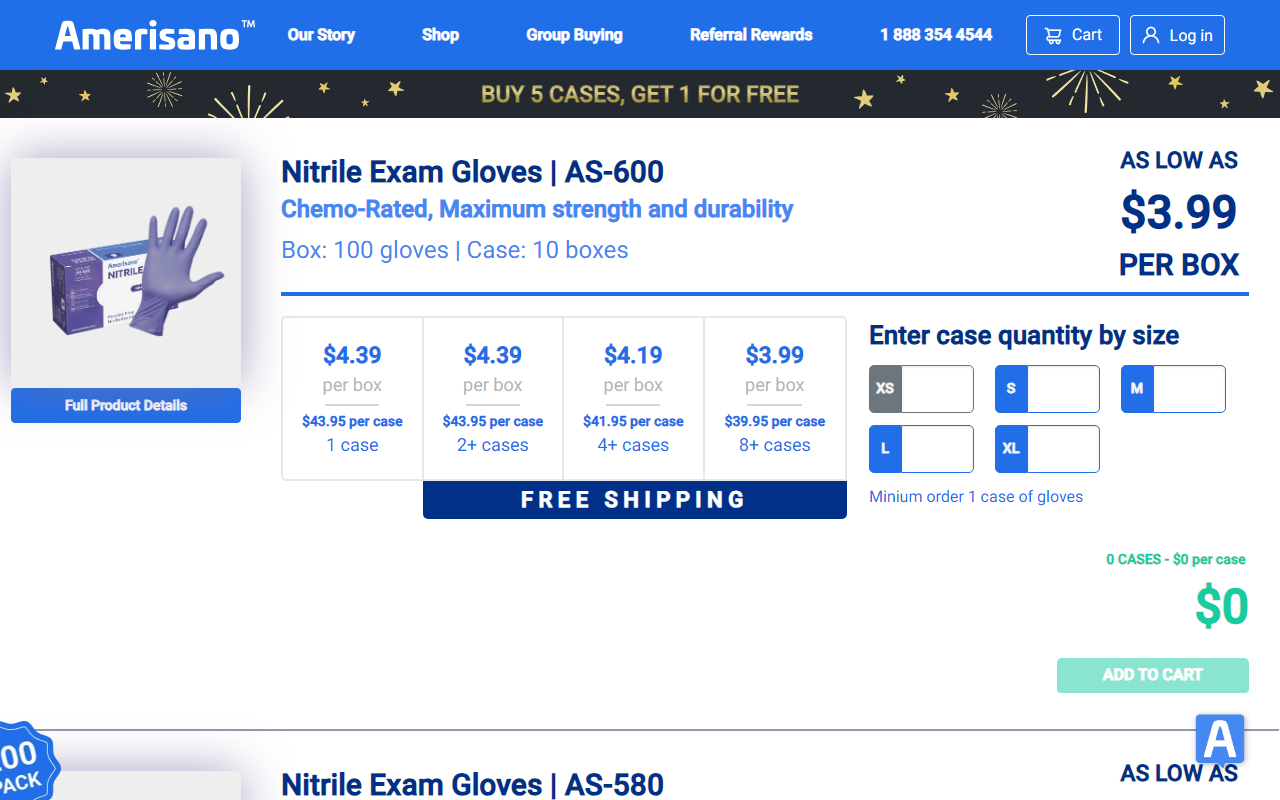 Amerisano™
Our Story
Shop
Group Buying
Referral Rewards
1 888 354 4544
Cart
Log in
BUY 5 CASES, GET 1 FOR FREE
Amerisano
NITRILE
Full Product Details
Nitrile Exam Gloves | AS-600
Chemo-Rated, Maximum strength and durability
Box: 100 gloves | Case: 10 boxes
AS LOW AS
$3.99
PER BOX
$4.39
per box
$43.95 per case
1 case
$4.39
per box
$43.95 per case
2+ cases
$4.19
per box
$41.95 per case
4+ cases
$3.99
per box
$39.95 per case
8+ cases
FREE SHIPPING
Enter case quantity by size
XS
S
M
L
XL
Minium order 1 case of gloves
0 CASES - $0 per case
$0
ADD TO CART
A
Nitrile Exam Gloves | AS-580
AS LOW AS